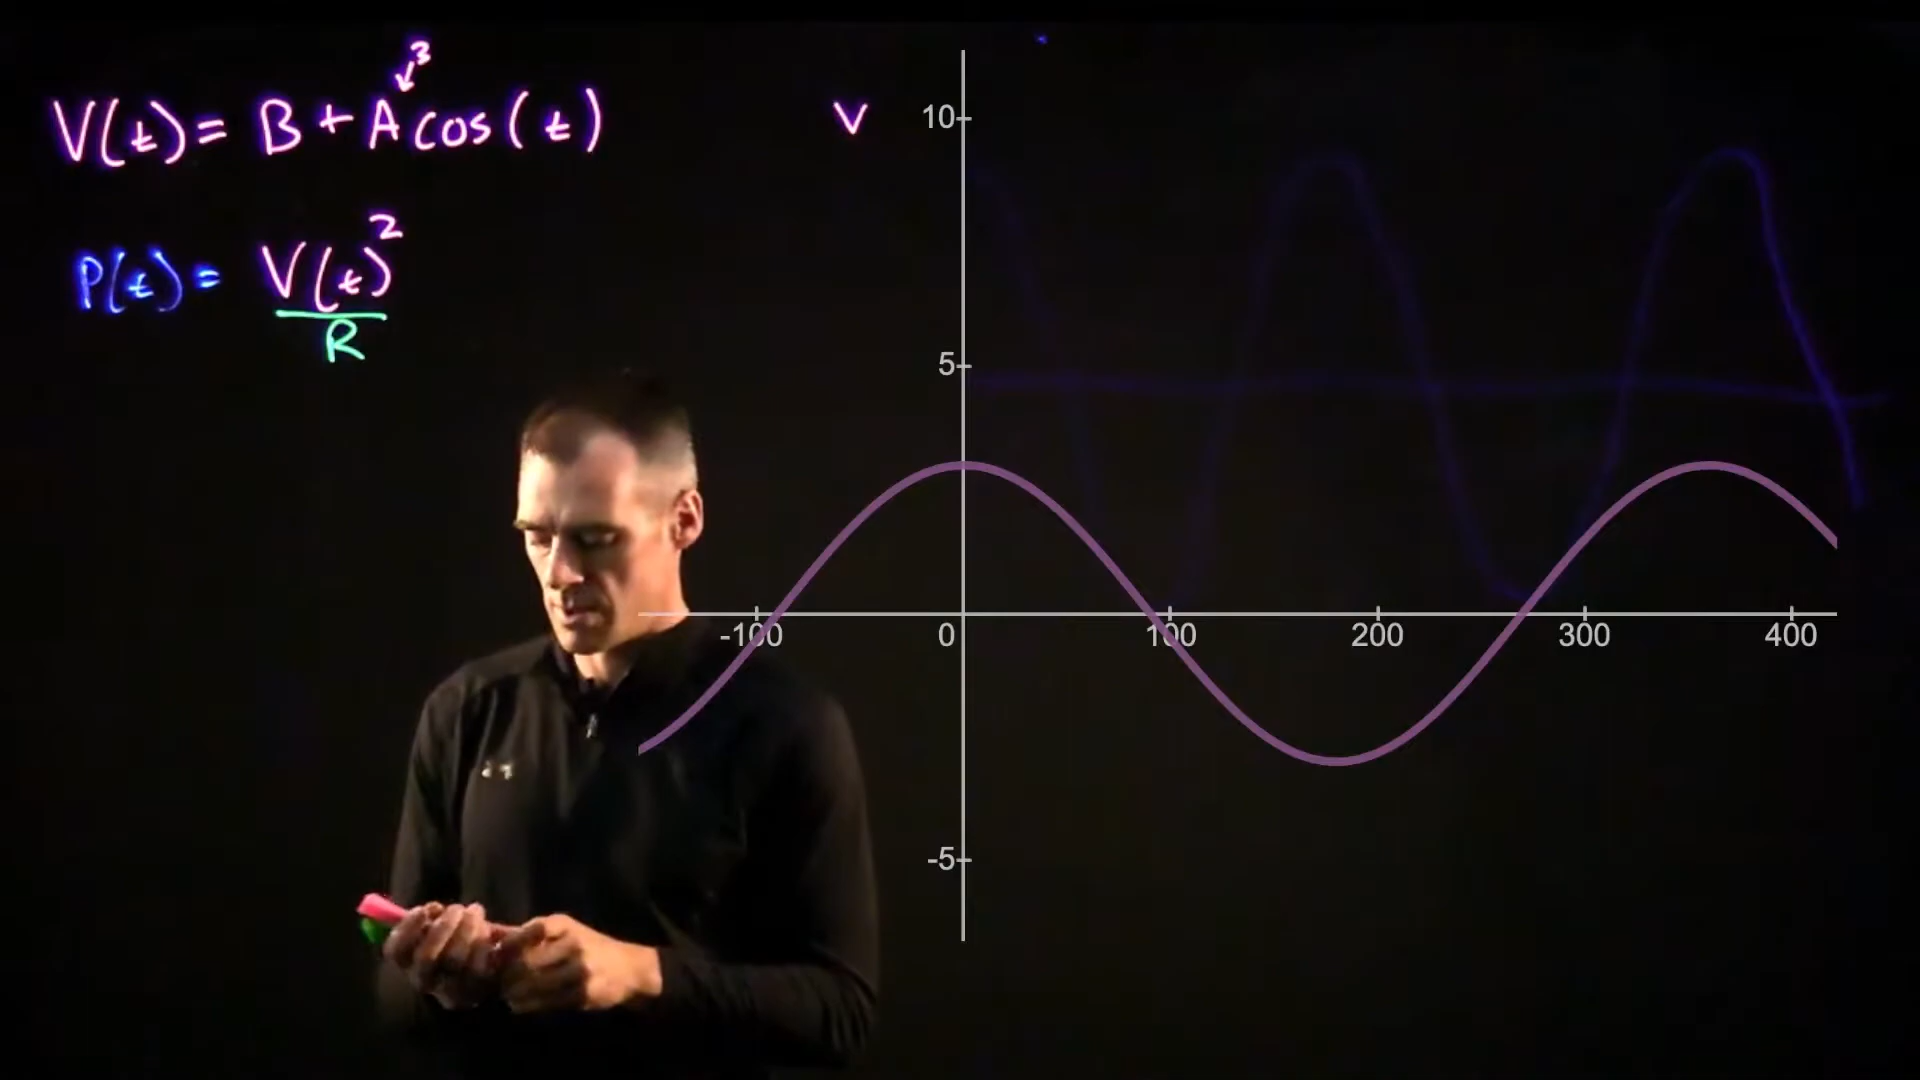 3
V(t) = B + A cos(t)
P(t) = V(t)²
R
V
10
5
-100 0 100 200 300 400
-5